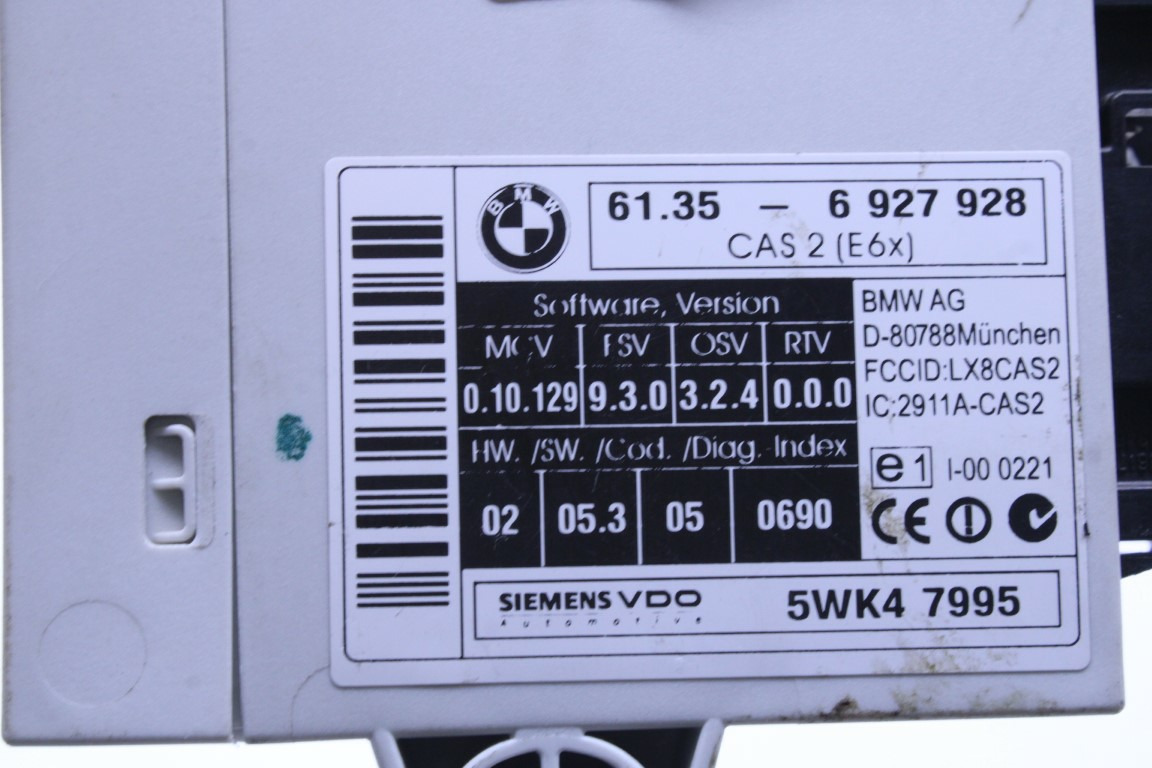 BMW
61.35 – 6 927 928
CAS 2 (E6x)
Software, Version
MCV FSV OSV RTV
0.10.129 9.3.0 3.2.4 0.0.0
HW. /SW. /Cod. /Diag.-Index
02 05.3 05 0690
BMW AG
D-80788München
FCCID:LX8CAS2
IC:2911A-CAS2
e1 I-00 0221
CE
SIEMENS VDO
Automotive
5WK4 7995